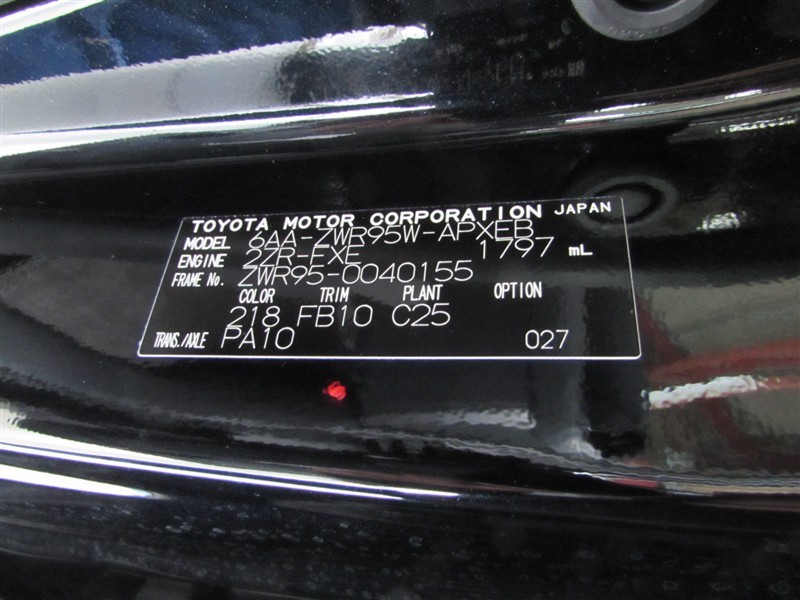 TOYOTA MOTOR CORPORATION JAPAN
MODEL 6AA-ZWR95W-APXEB
ENGINE 2ZR-FXE 1797 mL
FRAME No. ZWR95-0040155
COLOR TRIM PLANT OPTION
218 FB10 C25
TRANS./AXLE PA10 027